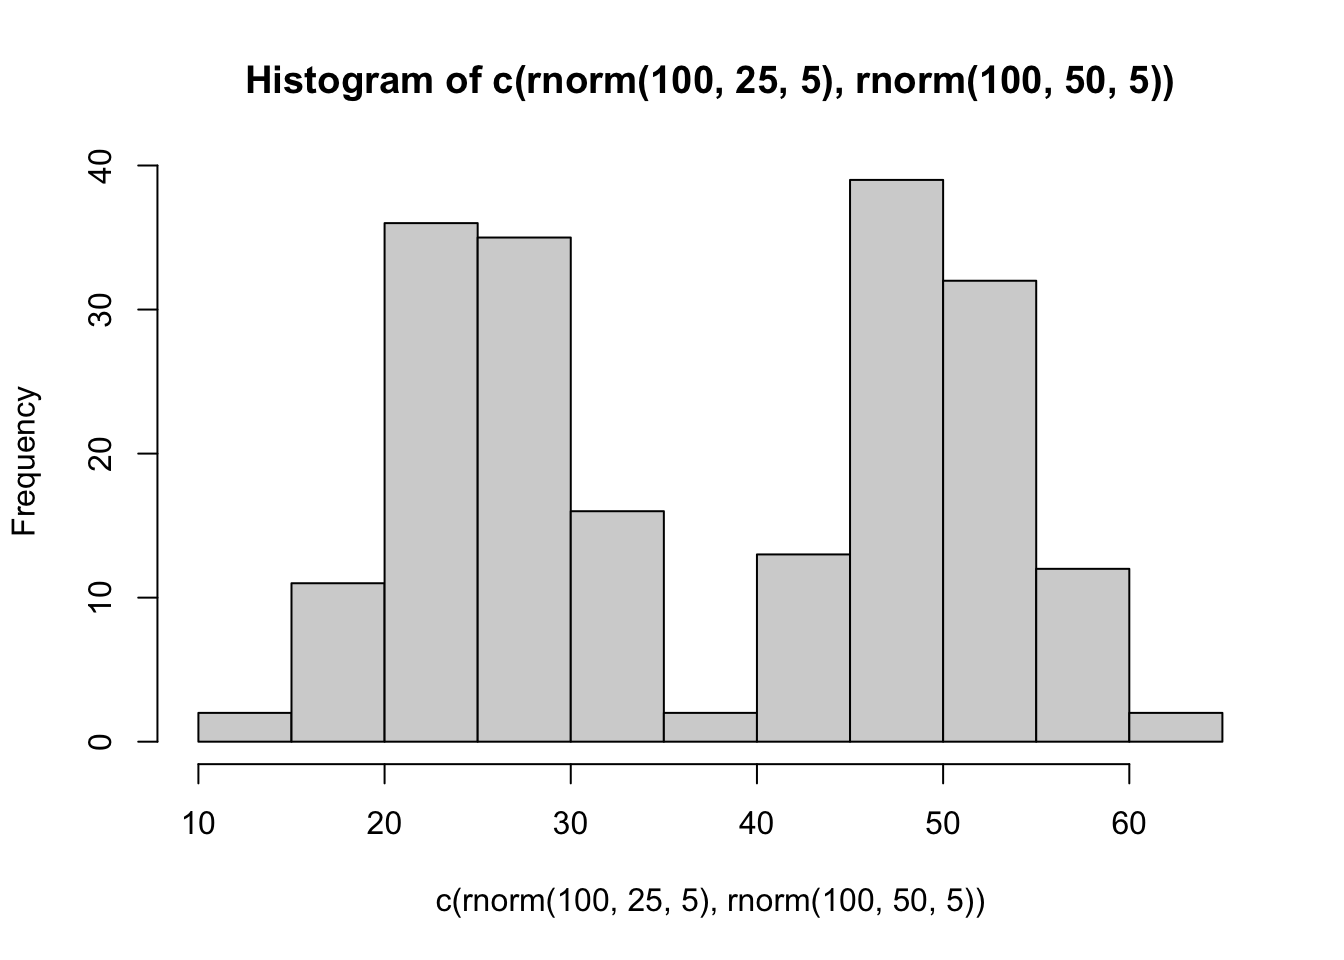 Histogram of c(rnorm(100, 25, 5), rnorm(100, 50, 5))
Frequency
40
30
20
10
0
10 20 30 40 50 60
c(rnorm(100, 25, 5), rnorm(100, 50, 5))